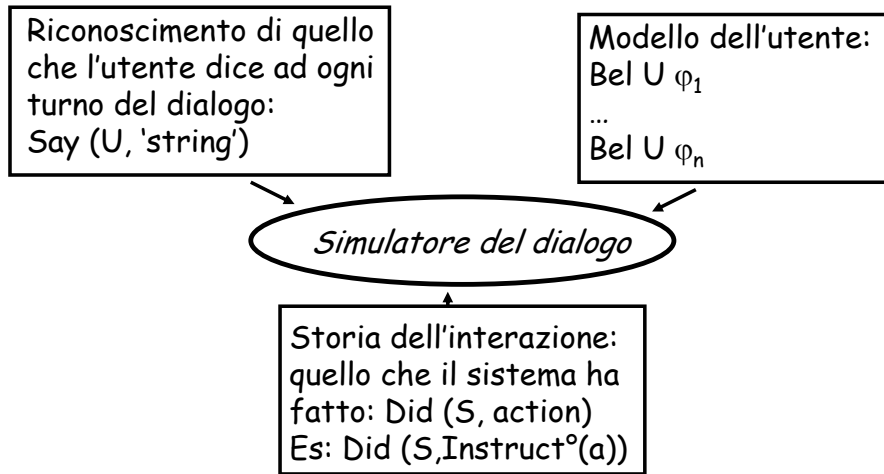 Riconoscimento di quello
che l'utente dice ad ogni
turno del dialogo:
Say (U, 'string')
Modello dell'utente:
Bel U φ₁
…
Bel U φₙ
Simulatore del dialogo
Storia dell'interazione:
quello che il sistema ha
fatto: Did (S, action)
Es: Did (S,Instruct°(a))